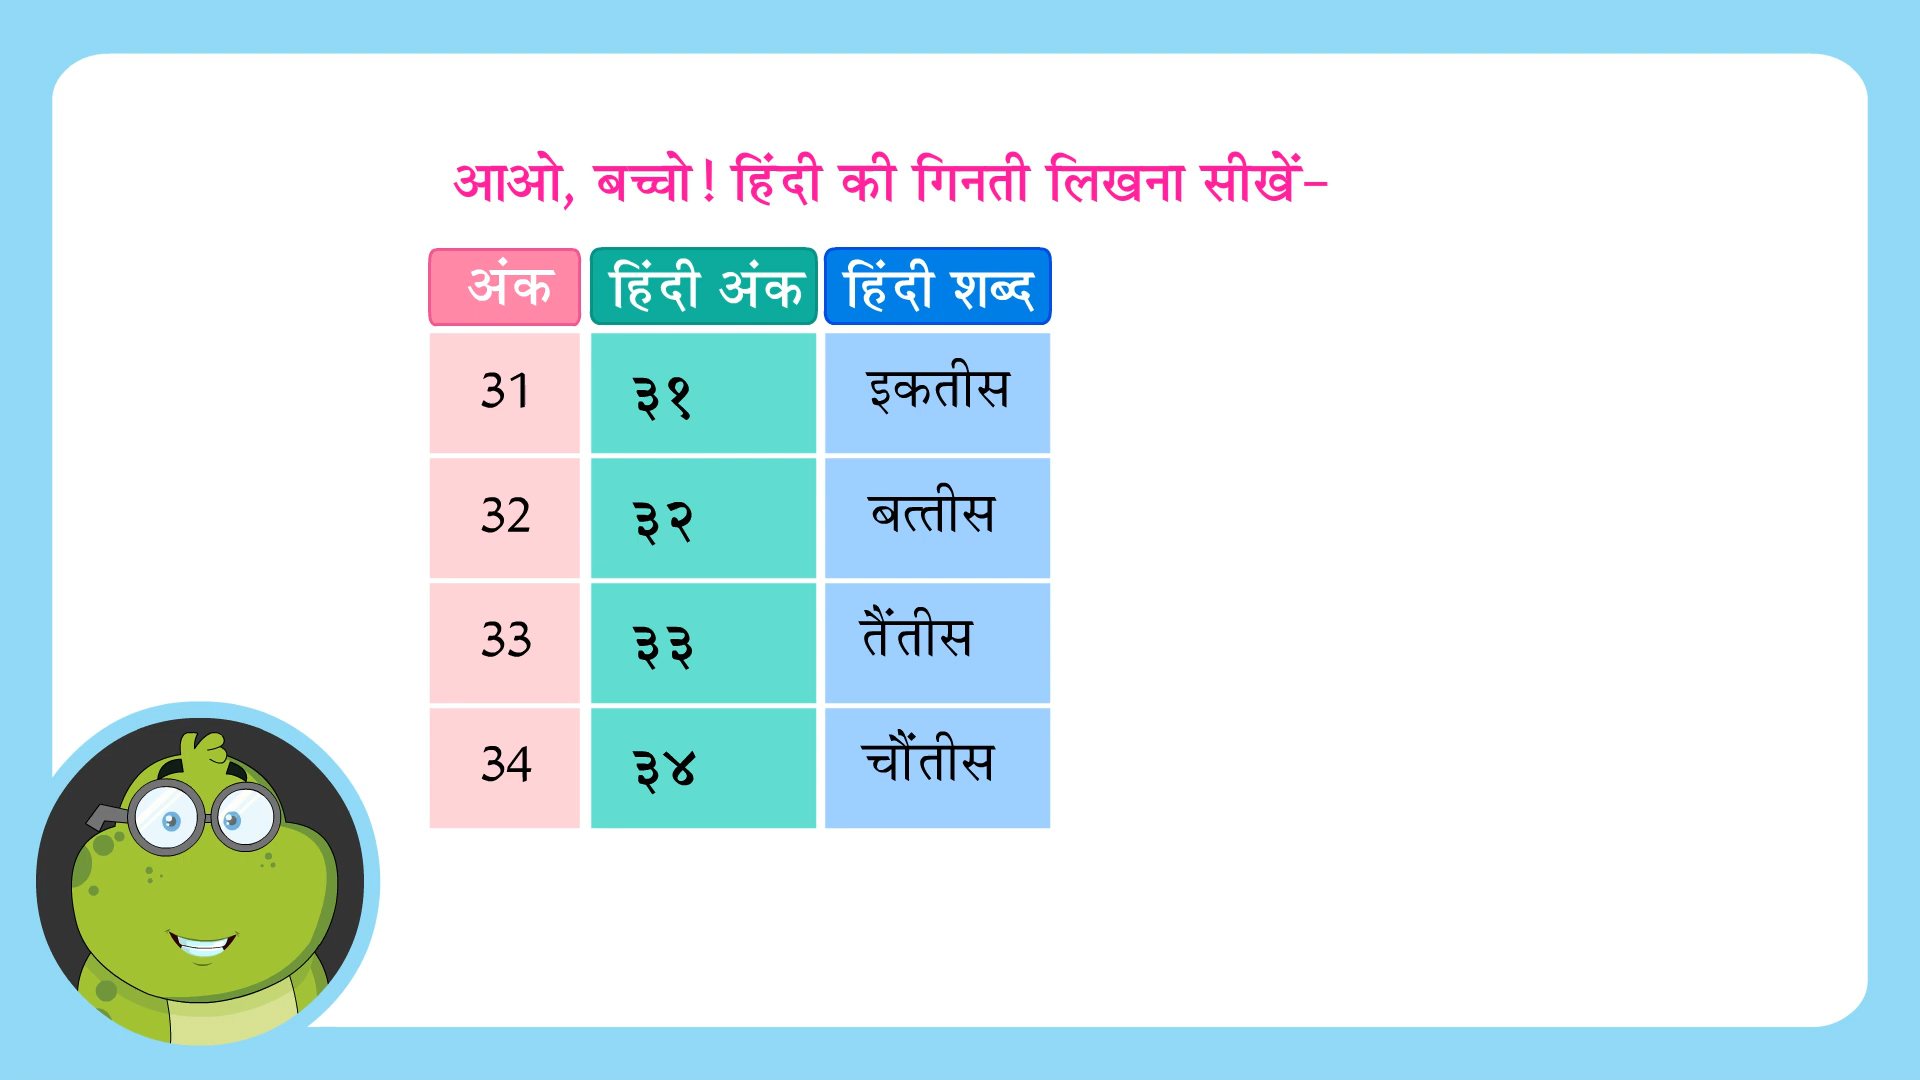 आओ, बच्चो! हिंदी की गिनती लिखना सीखें–
अंक हिंदी अंक हिंदी शब्द
31 ३१ इकतीस
32 ३२ बत्तीस
33 ३३ तैंतीस
34 ३४ चौंतीस